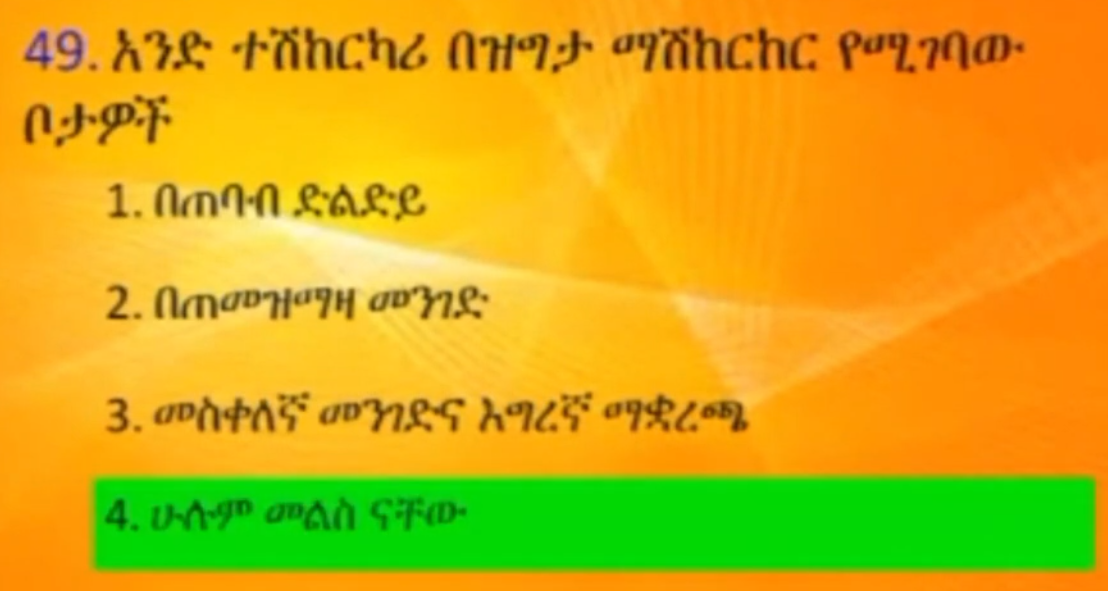 49. አንድ ተሽከርካሪ በዝግታ ማሽከርከር የሚገባው
ቦታዎች
1. በጠባብ ድልድይ
2. በጠመዝማዛ መንገድ
3. መስቀለኛ መንገድና እግረኛ ማቋረጫ
4. ሁሉም መልስ ናቸው